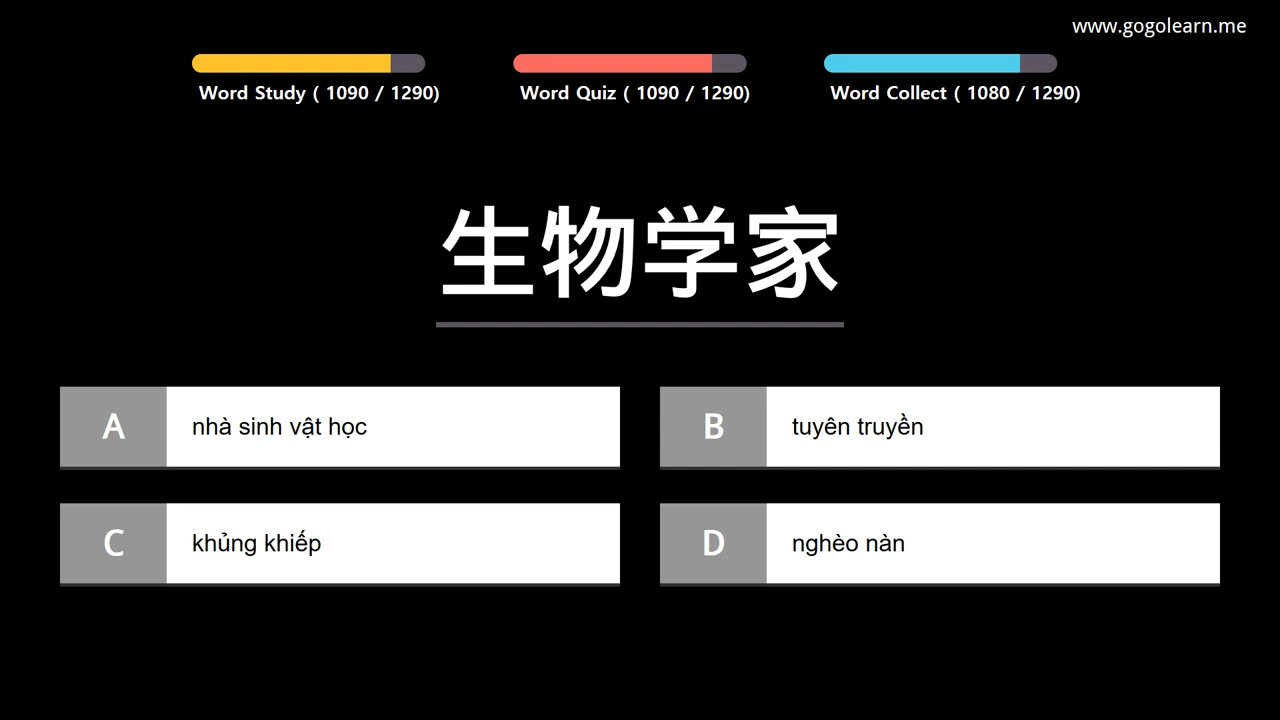 www.gogolearn.me
Word Study ( 1090 / 1290)
Word Quiz ( 1090 / 1290)
Word Collect ( 1080 / 1290)
生物学家
A nhà sinh vật học
B tuyên truyền
C khủng khiếp
D nghèo nàn